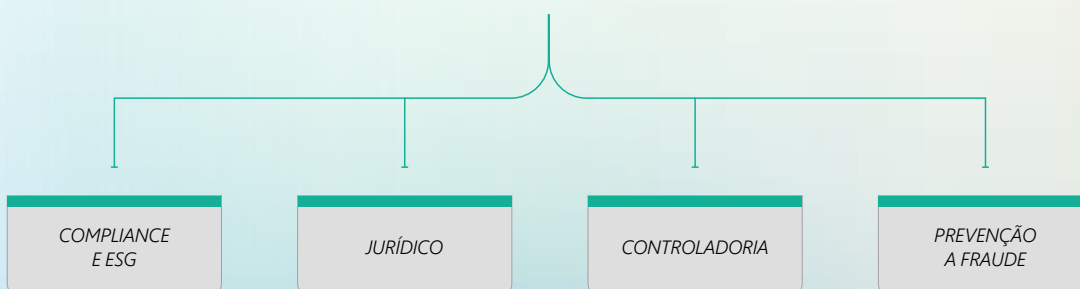 COMPLIANCE
E ESG
JURÍDICO
CONTROLADORIA
PREVENÇÃO
A FRAUDE